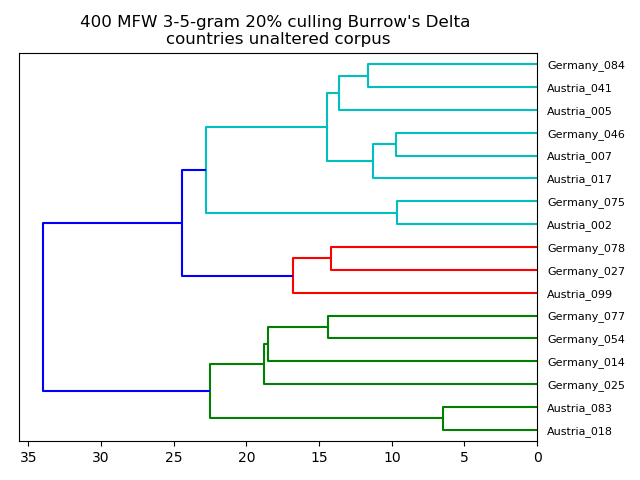 400 MFW 3-5-gram 20% culling Burrow's Delta
countries unaltered corpus
Germany_084
Austria_041
Austria_005
Germany_046
Austria_007
Austria_017
Germany_075
Austria_002
Germany_078
Germany_027
Austria_099
Germany_077
Germany_054
Germany_014
Germany_025
Austria_083
Austria_018
35 30 25 20 15 10 5 0